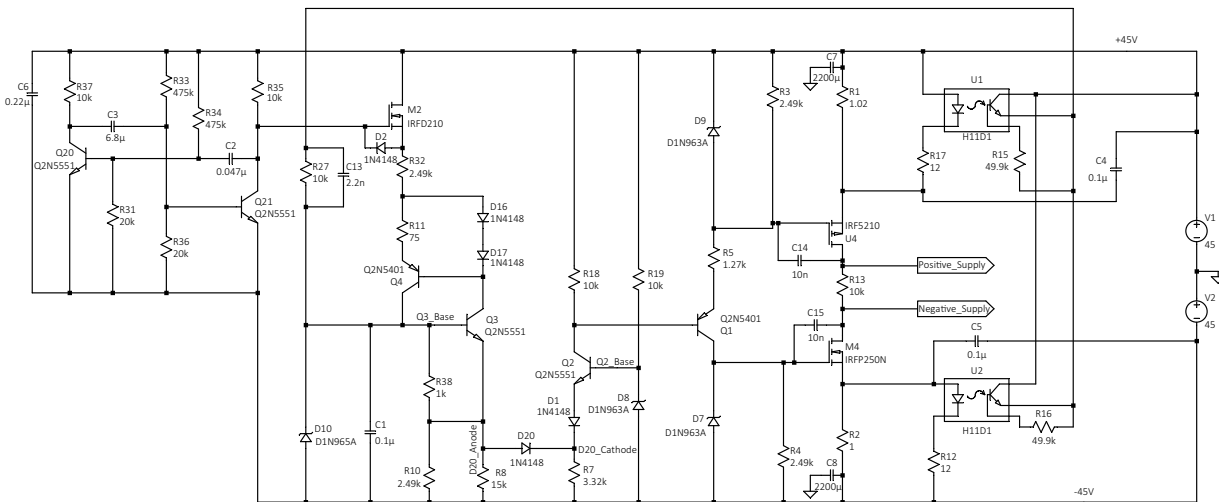 +45V
C6
0.22µ
R37
10k
C3
6.8µ
R33
475k
R34
475k
R35
10k
C2
0.047µ
Q20
Q2N5551
R31
20k
R36
20k
Q21
Q2N5551
M2
IRFD210
D2
1N4148
R27
10k
C13
2.2n
R32
2.49k
R11
75
D16
1N4148
D17
1N4148
Q2N5401
Q4
Q3_Base
Q3
Q2N5551
R38
1k
D10
D1N965A
C1
0.1µ
R10
2.49k
D20_Anode
R8
15k
D20
1N4148
D20_Cathode
R18
10k
R19
10k
Q2
Q2N5551
Q2_Base
D1
1N4148
D8
D1N963A
R7
3.32k
D9
D1N963A
R5
1.27k
Q2N5401
Q1
D7
D1N963A
R3
2.49k
C7
2200µ
R1
1.02
IRF5210
U4
C14
10n
R13
10k
Positive_Supply
Negative_Supply
C15
10n
M4
IRFP250N
R4
2.49k
R2
1
C8
2200µ
U1
H11D1
R17
12
R15
49.9k
C4
0.1µ
V1
45
V2
45
C5
0.1µ
U2
H11D1
R16
49.9k
R12
12
-45V